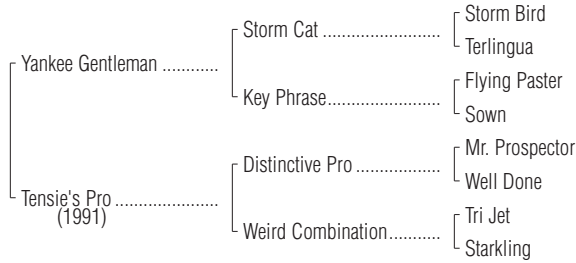 Storm Bird
Storm Cat ........................
Terlingua
Yankee Gentleman ............
Flying Paster
Key Phrase.......................
Sown
Mr. Prospector
Distinctive Pro .................
Well Done
Tensie's Pro ......................
(1991)
Tri Jet
Weird Combination...........
Starkling